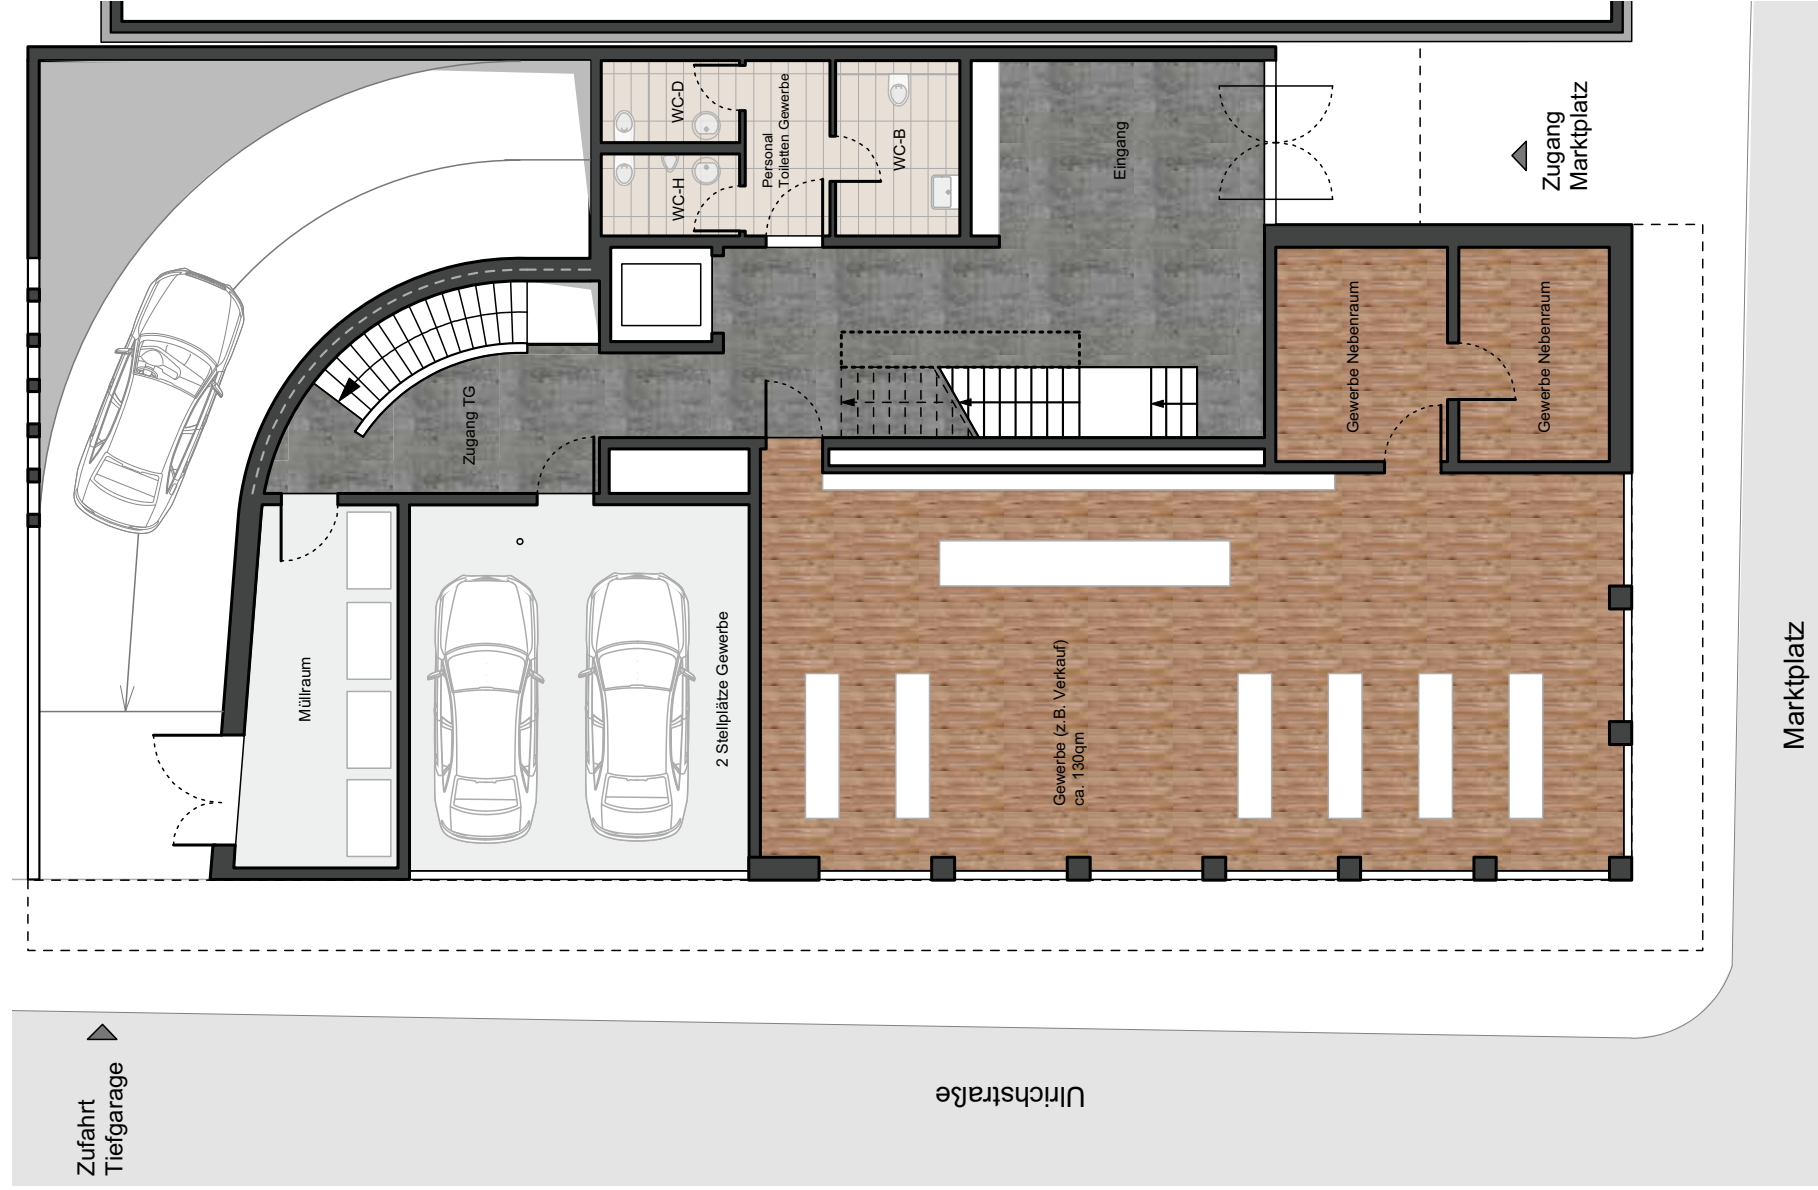 WC-D
WC-H
Personal
Toiletten Gewerbe
WC-B
Eingang
Zugang
Marktplatz
Gewerbe Nebenraum
Gewerbe Nebenraum
Zugang TG
Müllraum
2 Stellplätze Gewerbe
Gewerbe (z.B. Verkauf)
ca. 130qm
Marktplatz
Zufahrt
Tiefgarage
Ulrichstraße